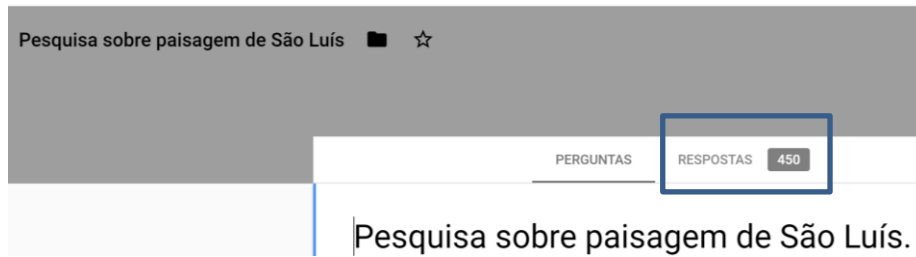 Pesquisa sobre paisagem de São Luís
PERGUNTAS RESPOSTAS 450
Pesquisa sobre paisagem de São Luís.